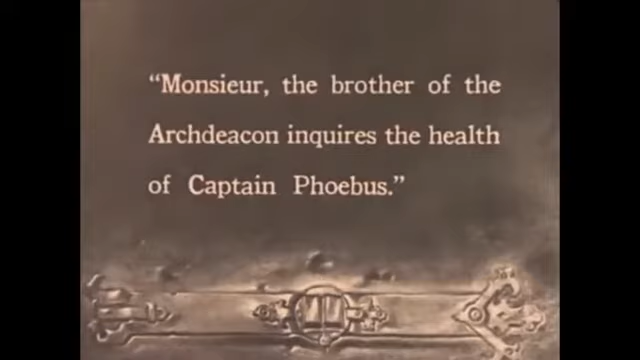 “Monsieur, the brother of the
Archdeacon inquires the health
of Captain Phoebus.”